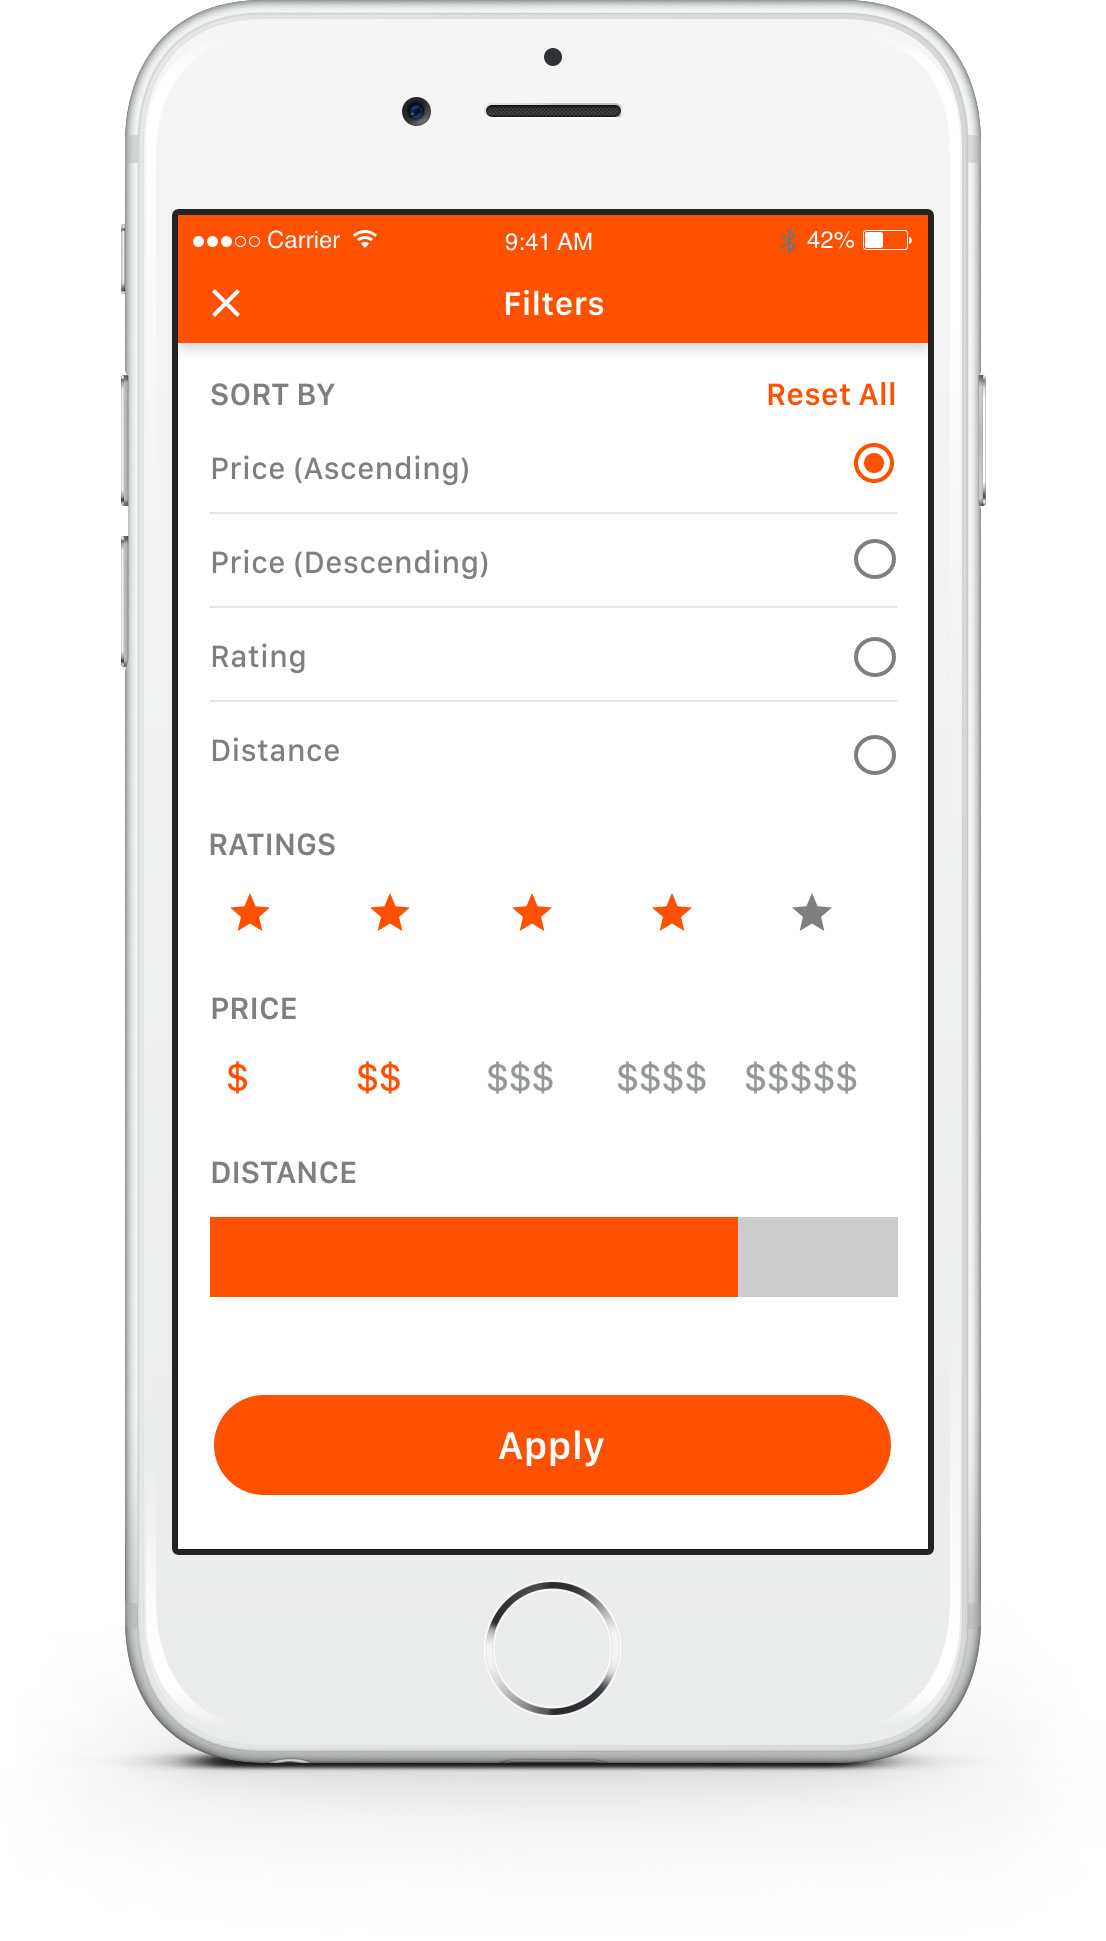 Carrier 9:41 AM 42%
Filters
SORT BY Reset All
Price (Ascending)
Price (Descending)
Rating
Distance
RATINGS
PRICE
$ $$ $$$ $$$$ $$$$$
DISTANCE
Apply